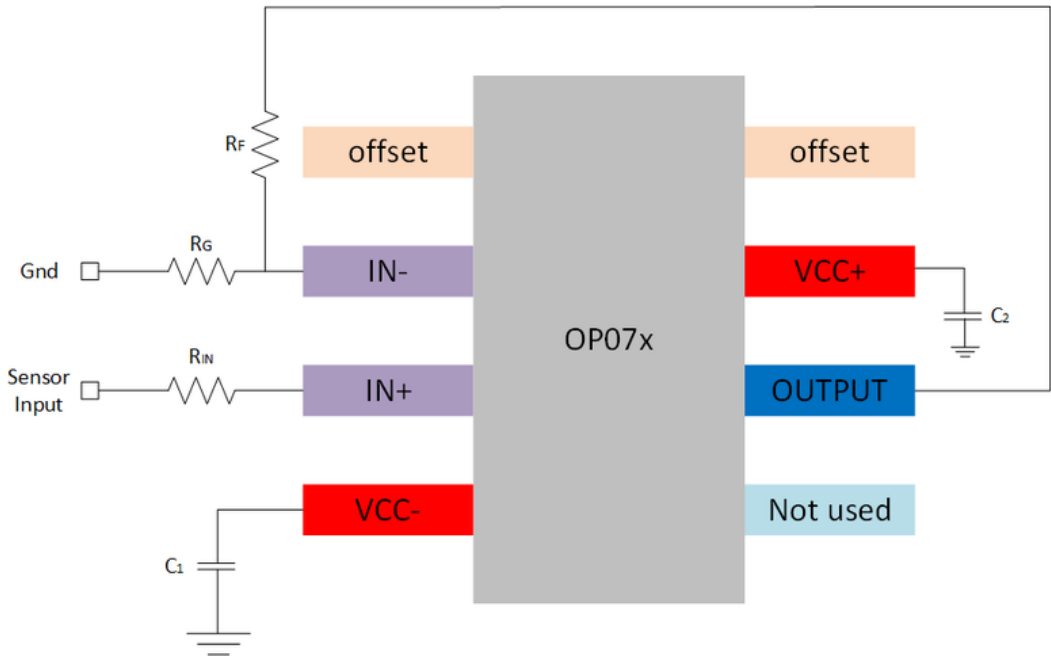 RF
offset
offset
RG
Gnd
IN-
VCC+
C2
OP07x
RIN
Sensor
Input
IN+
OUTPUT
VCC-
Not used
C1